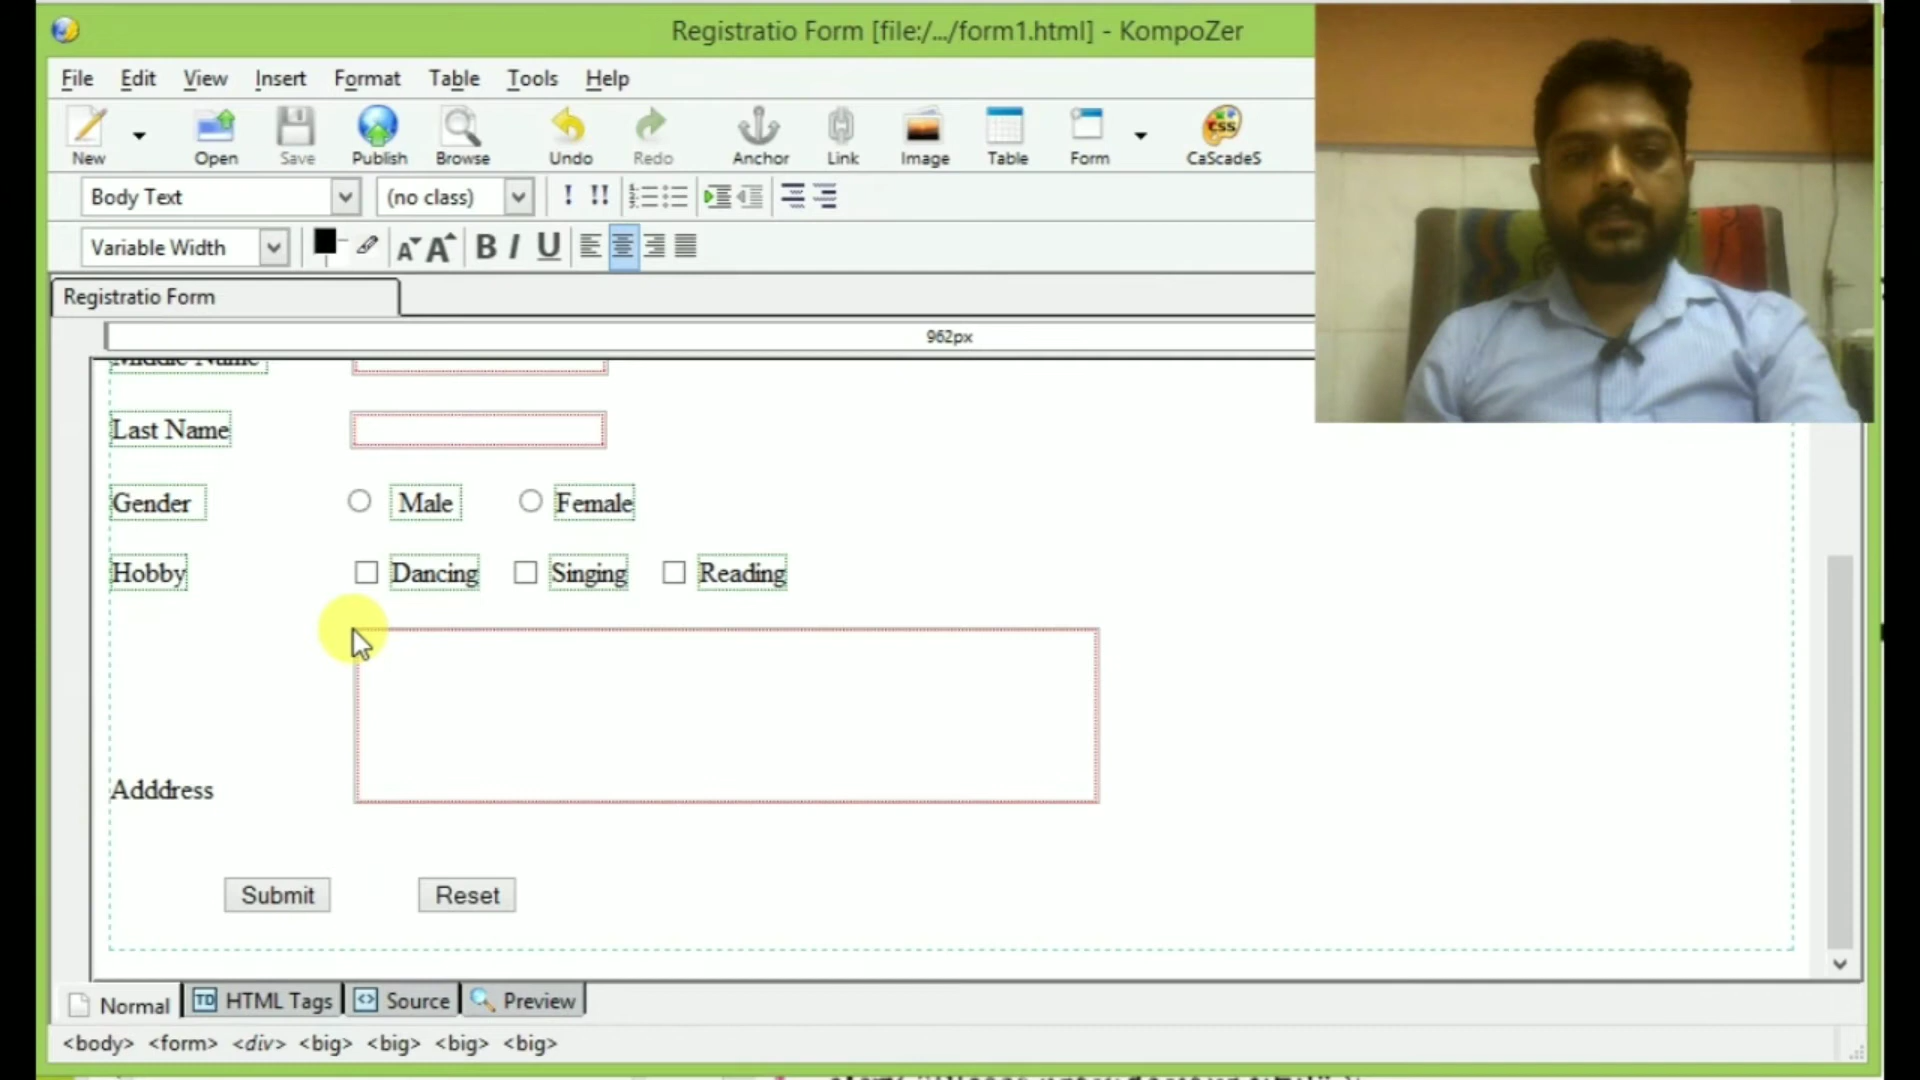 Registratio Form [file:/.../form1.html] - KompoZer
File Edit View Insert Format Table Tools Help
New Open Save Publish Browse Undo Redo Anchor Link Image Table Form CaScadeS
Body Text (no class) ! !!
Variable Width A A B I U
Registratio Form
962px
Middle Name
Last Name
Gender Male Female
Hobby Dancing Singing Reading
Adddress
Submit Reset
Normal TD HTML Tags Source Preview
<body> <form> <div> <big> <big> <big> <big>